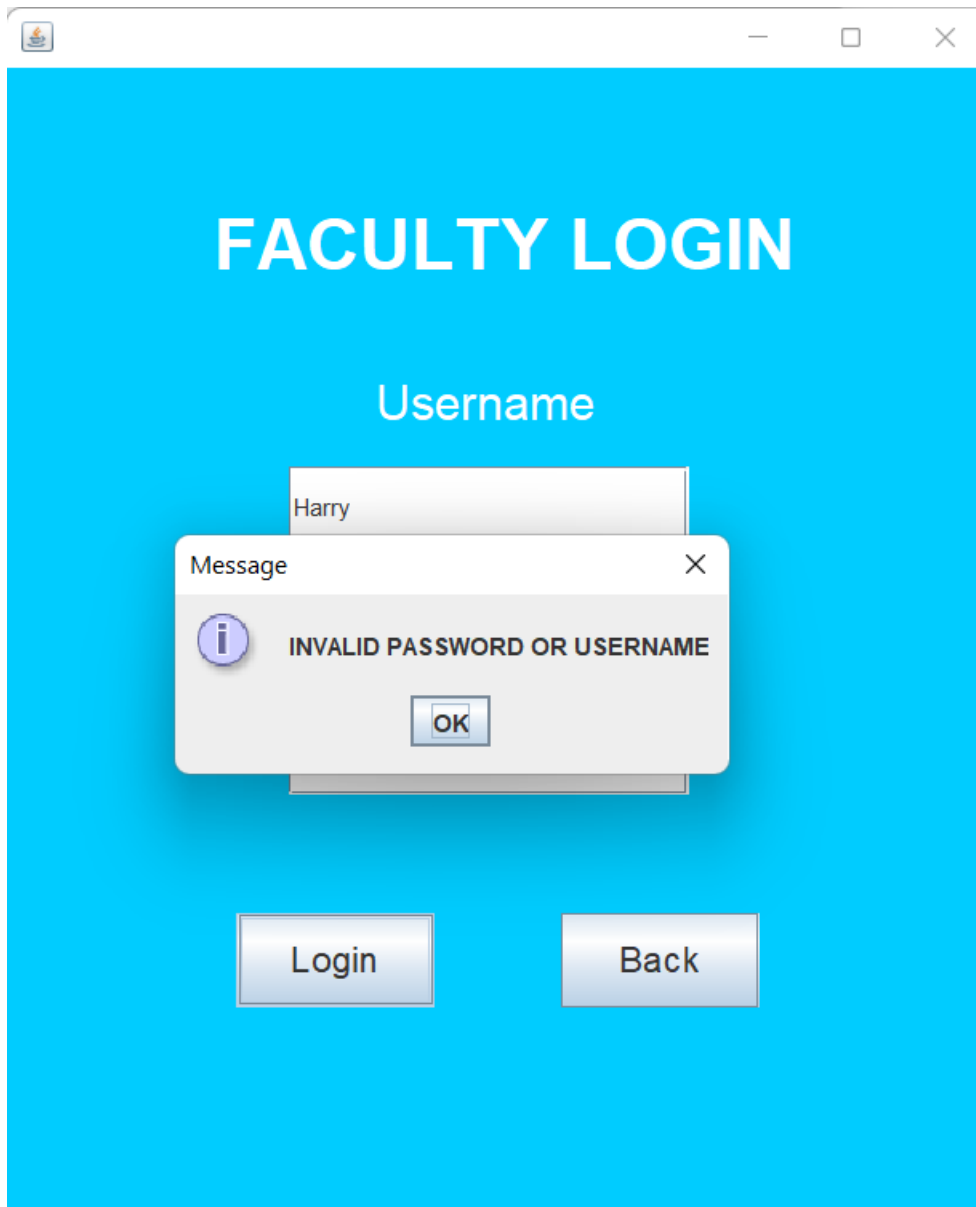 FACULTY LOGIN
Username
Harry
Message
INVALID PASSWORD OR USERNAME
OK
Login Back